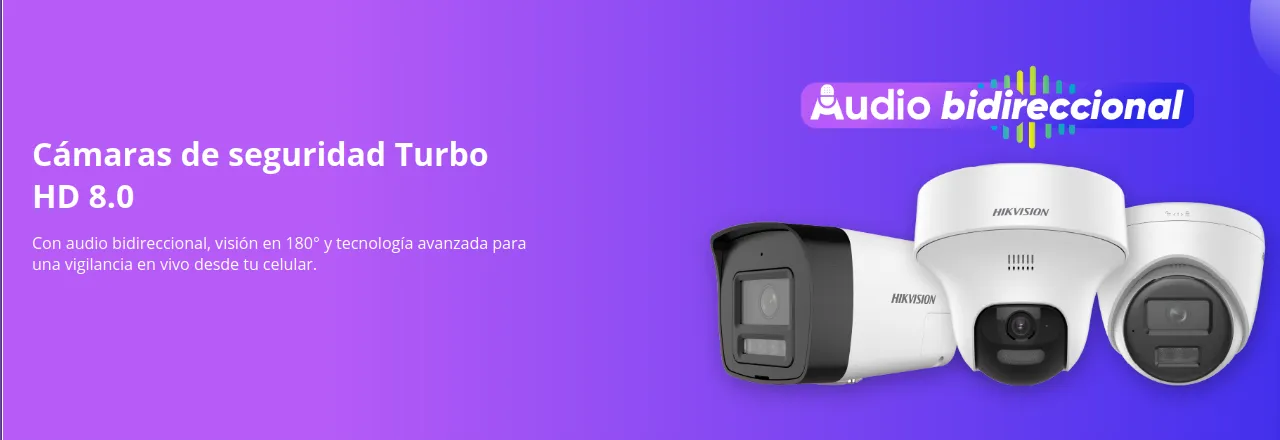 Audio bidireccional
Cámaras de seguridad Turbo
HD 8.0
Con audio bidireccional, visión en 180° y tecnología avanzada para
una vigilancia en vivo desde tu celular.
HIKVISION
HIKVISION